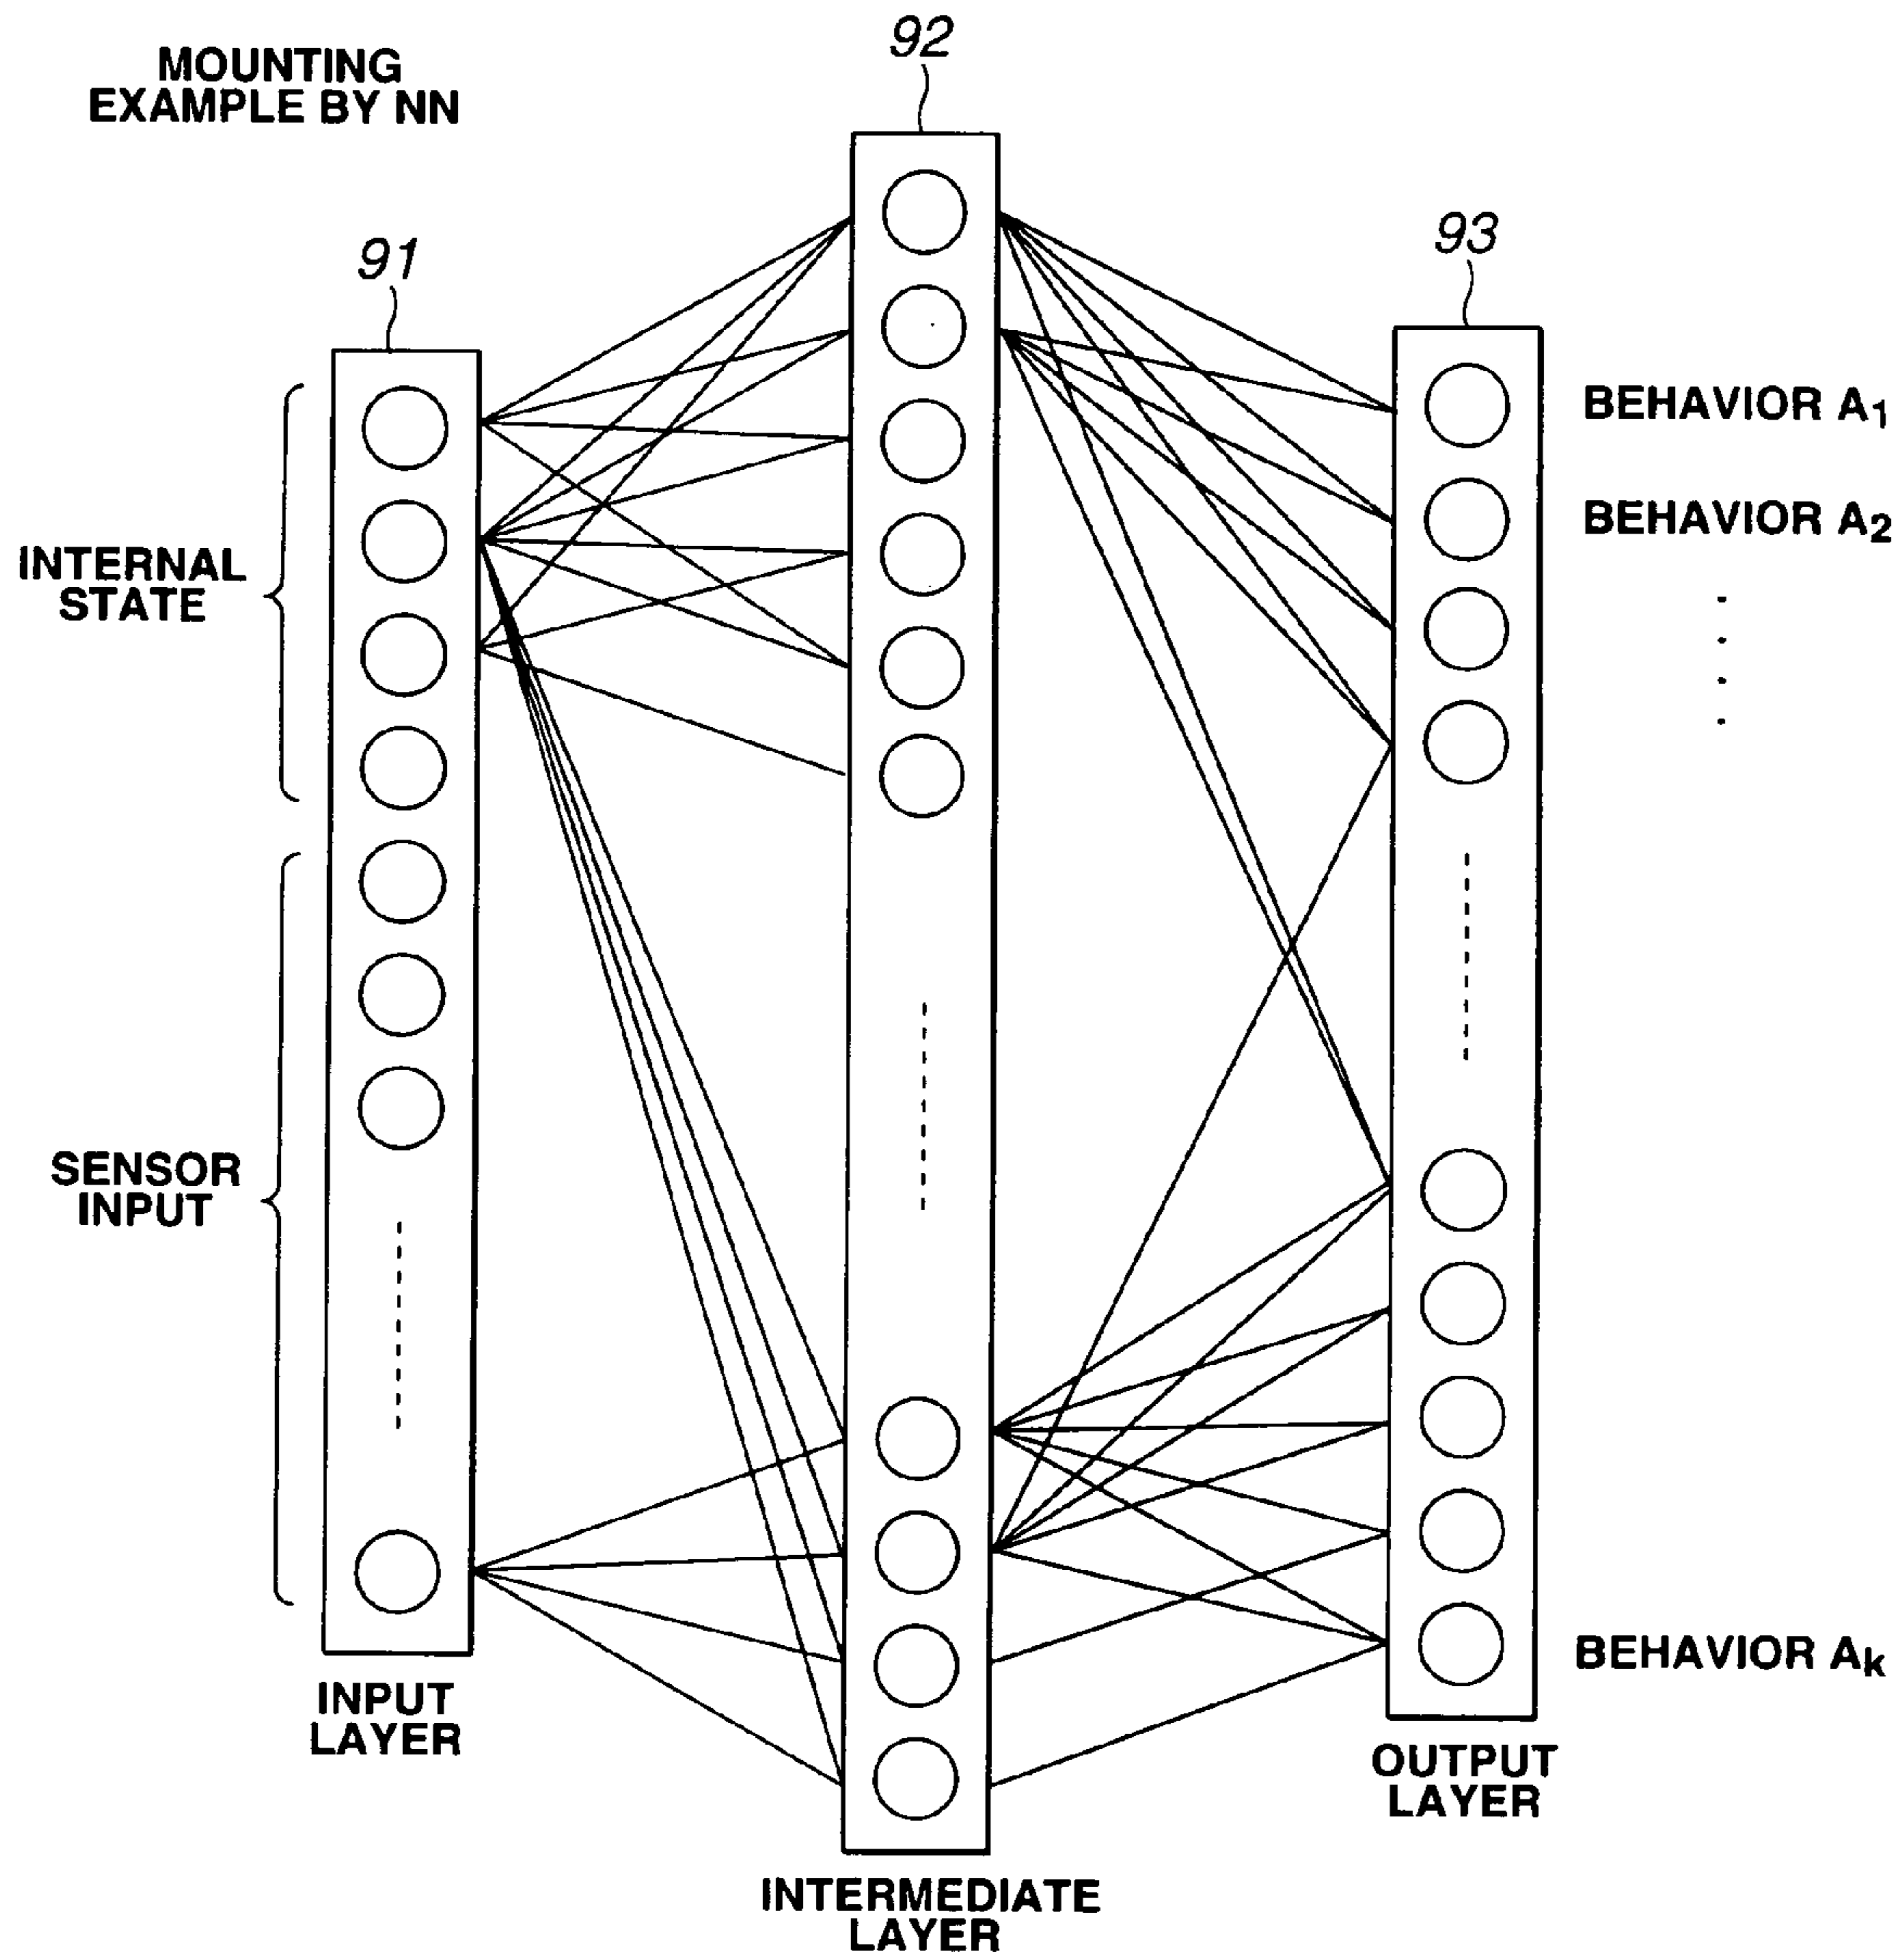 MOUNTING
EXAMPLE BY NN
92
91
93
INTERNAL
STATE
SENSOR
INPUT
BEHAVIOR A1
BEHAVIOR A2
BEHAVIOR Ak
INPUT
LAYER
OUTPUT
LAYER
INTERMEDIATE
LAYER